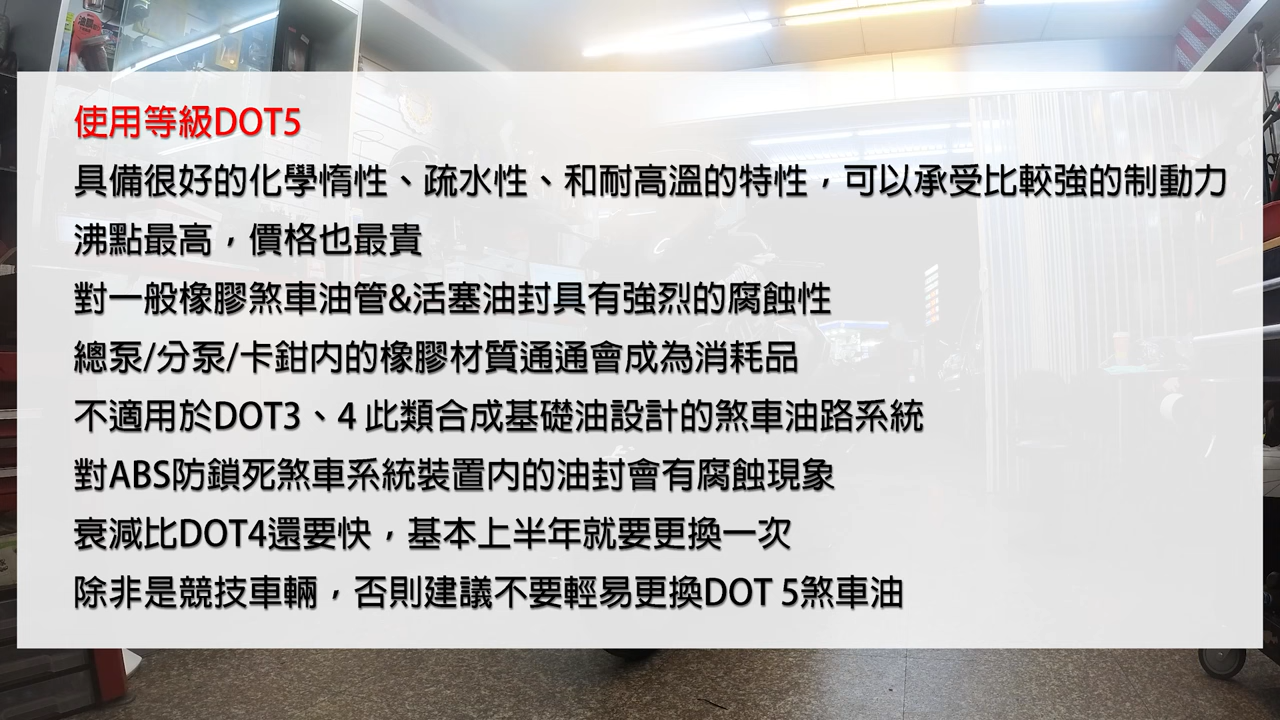 使用等級DOT5
具備很好的化學惰性、疏水性、和耐高溫的特性，可以承受比較強的制動力
沸點最高，價格也最貴
對一般橡膠煞車油管&活塞油封具有強烈的腐蝕性
總泵/分泵/卡鉗內的橡膠材質通通會成為消耗品
不適用於DOT3、4 此類合成基礎油設計的煞車油路系統
對ABS防鎖死煞車系統裝置內的油封會有腐蝕現象
衰減比DOT4還要快，基本上半年就要更換一次
除非是競技車輛，否則建議不要輕易更換DOT 5煞車油